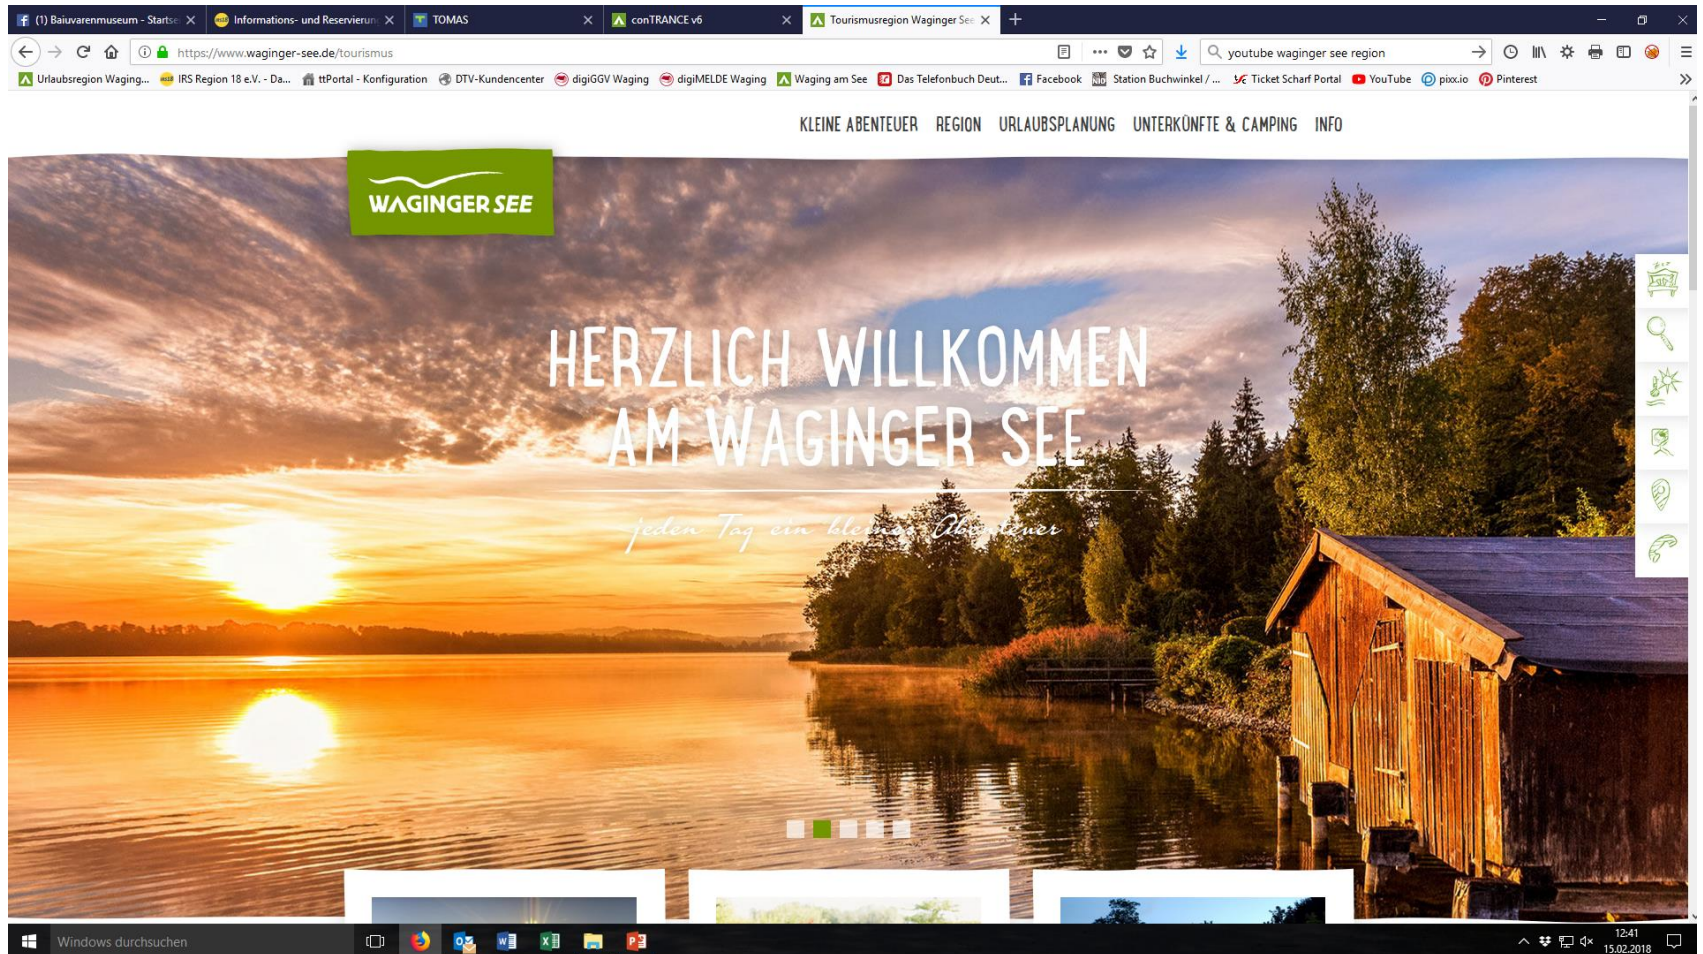 (1) Baiuvarenmuseum - Startse
Informations- und Reservierun
TOMAS
conTRANCE v6
Tourismusregion Waginger See
https://www.waginger-see.de/tourismus
youtube waginger see region
Urlaubsregion Waging...
IRS Region 18 e.V. - Da...
ttPortal - Konfiguration
DTV-Kundencenter
digiGGV Waging
digiMELDE Waging
Waging am See
Das Telefonbuch Deut...
Facebook
Station Buchwinkel / ...
Ticket Scharf Portal
YouTube
pixx.io
Pinterest
KLEINE ABENTEUER
REGION
URLAUBSPLANUNG
UNTERKÜNFTE & CAMPING
INFO
WAGINGER SEE
HERZLICH WILLKOMMEN
AM WAGINGER SEE
jeden Tag ein kleines Abenteuer
Windows durchsuchen
12:41
15.02.2018